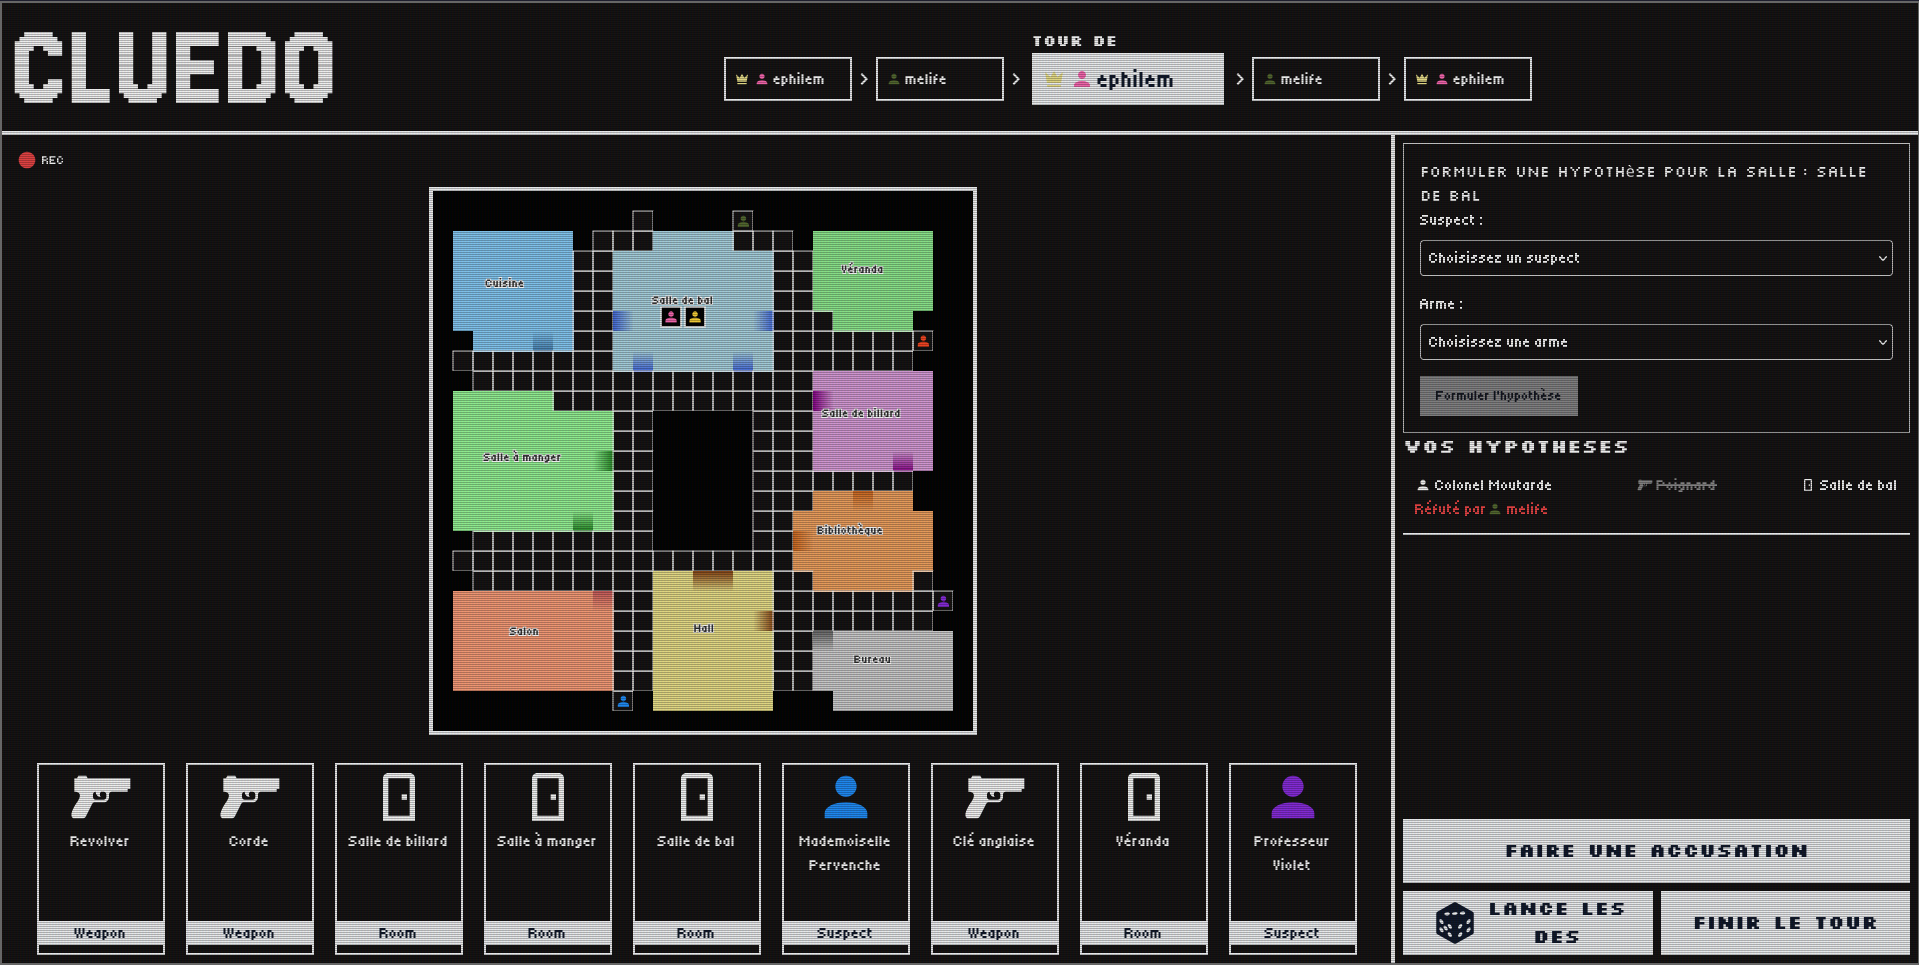 CLUEDO
TOUR DE
ephilem > melife > ephilem > melife > ephilem
REC
Cuisine
Salle de bal
Véranda
Salle de billard
Salle à manger
Bibliothèque
Salon
Hall
Bureau
FORMULER UNE HYPOTHèSE POUR LA SALLE : SALLE
DE BAL
Suspect :
Choisissez un suspect
Arme :
Choisissez une arme
Formuler l'hypothèse
VOS HYPOTHESES
Colonel Moutarde Poignard Salle de bal
Réfuté par melife
Revolver
Weapon
Corde
Weapon
Salle de billard
Room
Salle à manger
Room
Salle de bal
Room
Mademoiselle
Pervenche
Suspect
Clé anglaise
Weapon
Véranda
Room
Professeur
Violet
Suspect
FAIRE UNE ACCUSATION
LANCE LES
DES
FINIR LE TOUR